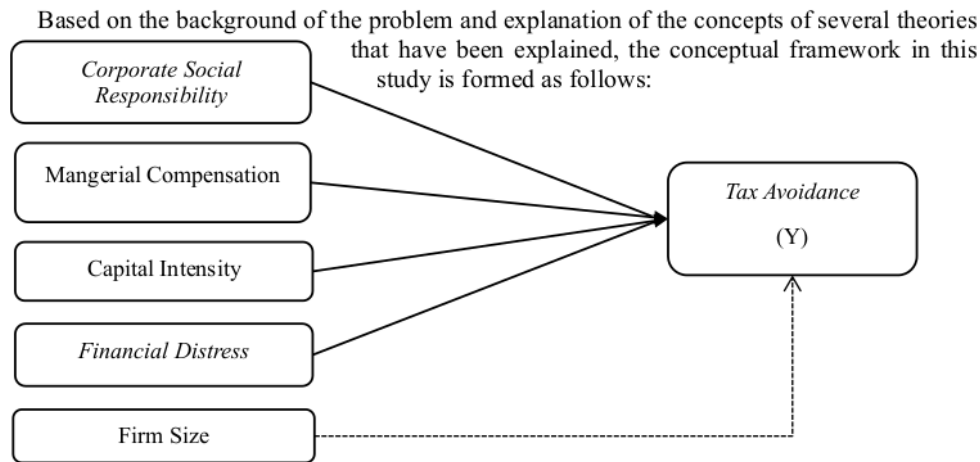 Based on the background of the problem and explanation of the concepts of several theories
that have been explained, the conceptual framework in this
study is formed as follows:
Corporate Social
Responsibility
Mangerial Compensation
Capital Intensity
Financial Distress
Firm Size
Tax Avoidance
(Y)